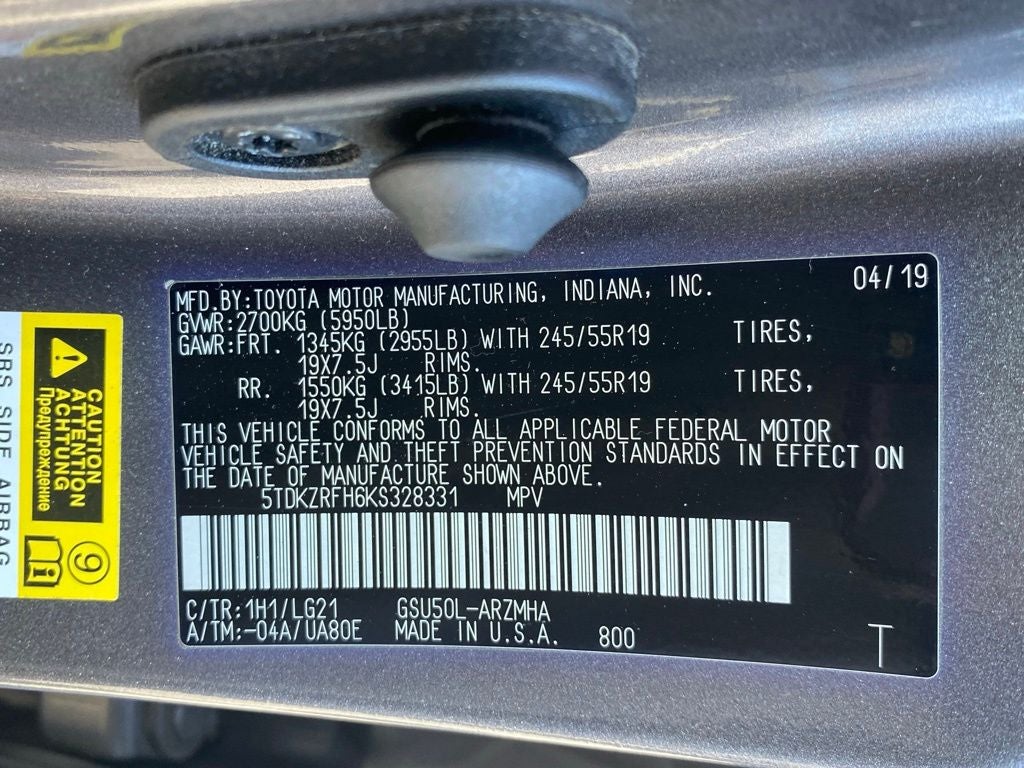 MFD.BY:TOYOTA MOTOR MANUFACTURING, INDIANA, INC. 04/19
GVWR:2700KG (5950LB)
GAWR:FRT. 1345KG (2955LB) WITH 245/55R19 TIRES,
19X7.5J RIMS.
RR. 1550KG (3415LB) WITH 245/55R19 TIRES,
19X7.5J RIMS.
THIS VEHICLE CONFORMS TO ALL APPLICABLE FEDERAL MOTOR
VEHICLE SAFETY AND THEFT PREVENTION STANDARDS IN EFFECT ON
THE DATE OF MANUFACTURE SHOWN ABOVE.
5TDKZRFH6KS328331 MPV
C/TR:1H1/LG21 GSU50L-ARZMHA
A/TM:-04A/UA80E MADE IN U.S.A. 800 T
CAUTION
ATTENTION
ACHTUNG
Предупреждение
9
i
SBS SIDE AIRBAG